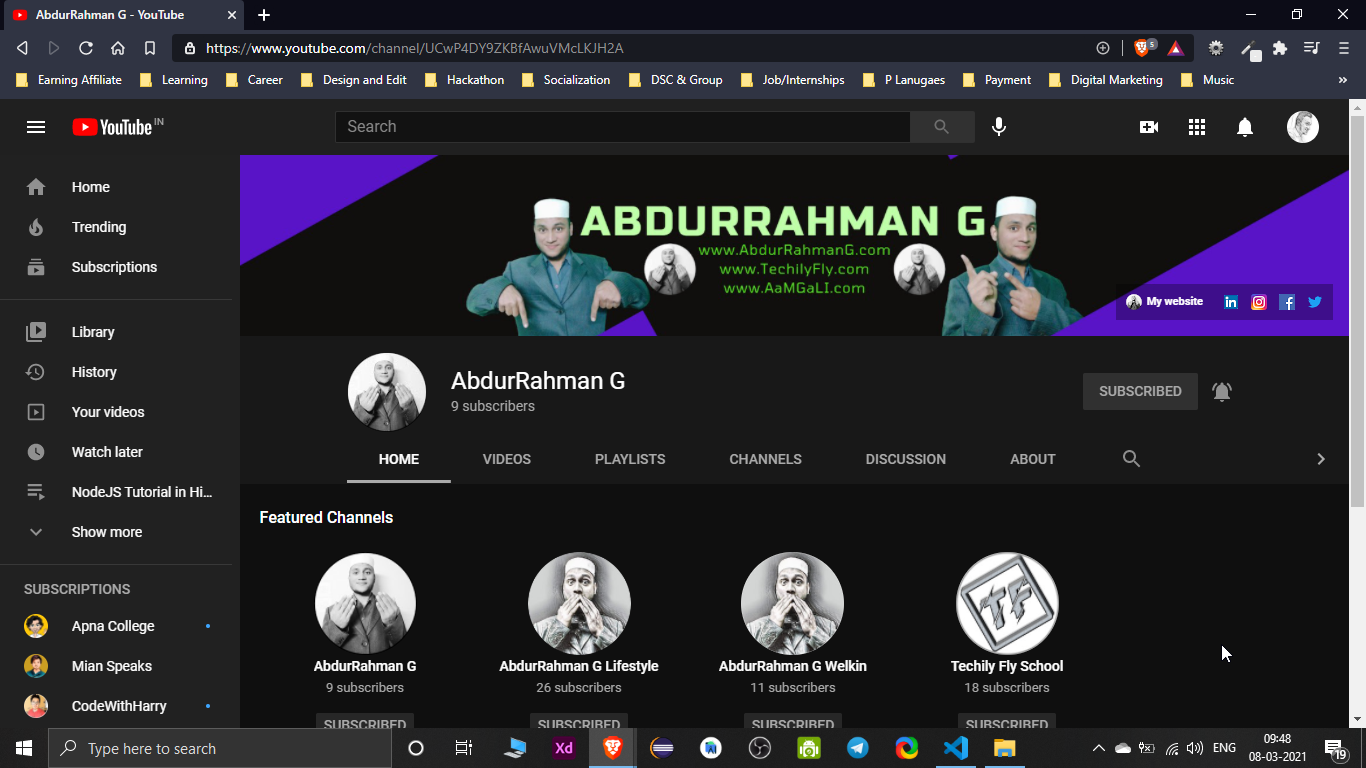 AbdurRahman G - YouTube
https://www.youtube.com/channel/UCwP4DY9ZKBfAwuVMcLKJH2A
5
Earning Affiliate Learning Career Design and Edit Hackathon Socialization DSC & Group Job/Internships P Lanugaes Payment Digital Marketing Music »
YouTube IN
Search
Home
Trending
Subscriptions
Library
History
Your videos
Watch later
NodeJS Tutorial in Hi...
Show more
SUBSCRIPTIONS
Apna College
Mian Speaks
CodeWithHarry
ABDURRAHMAN G
www.AbdurRahmanG.com
www.TechilyFly.com
www.AaMGaLI.com
My website
AbdurRahman G
9 subscribers
SUBSCRIBED
HOME VIDEOS PLAYLISTS CHANNELS DISCUSSION ABOUT
Featured Channels
TF
AbdurRahman G AbdurRahman G Lifestyle AbdurRahman G Welkin Techily Fly School
9 subscribers 26 subscribers 11 subscribers 18 subscribers
SUBSCRIBED SUBSCRIBED SUBSCRIBED SUBSCRIBED
Type here to search
Xd
ENG
09:48
08-03-2021
19